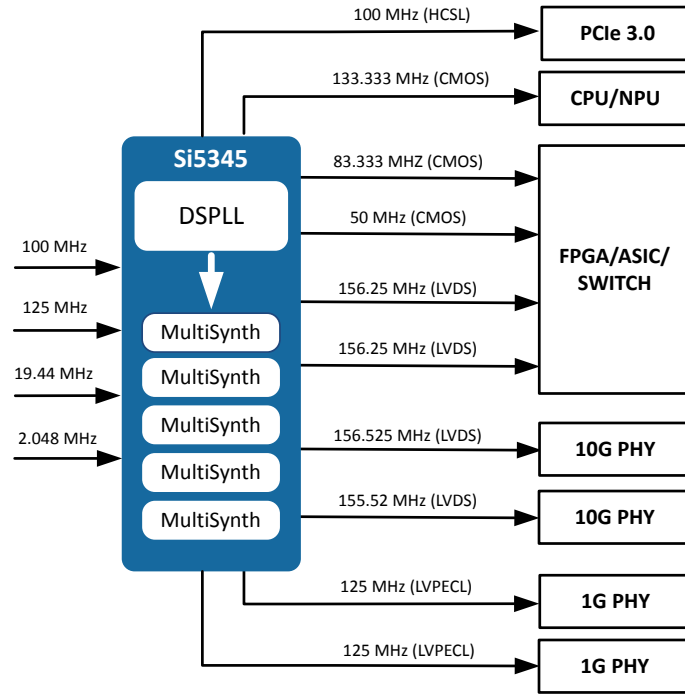 100 MHz (HCSL)
PCIe 3.0
133.333 MHz (CMOS)
CPU/NPU
Si5345
DSPLL
83.333 MHZ (CMOS)
50 MHz (CMOS)
FPGA/ASIC/
SWITCH
100 MHz
125 MHz
19.44 MHz
2.048 MHz
156.25 MHz (LVDS)
156.25 MHz (LVDS)
MultiSynth
MultiSynth
MultiSynth
MultiSynth
MultiSynth
156.525 MHz (LVDS)
10G PHY
155.52 MHz (LVDS)
10G PHY
125 MHz (LVPECL)
1G PHY
125 MHz (LVPECL)
1G PHY